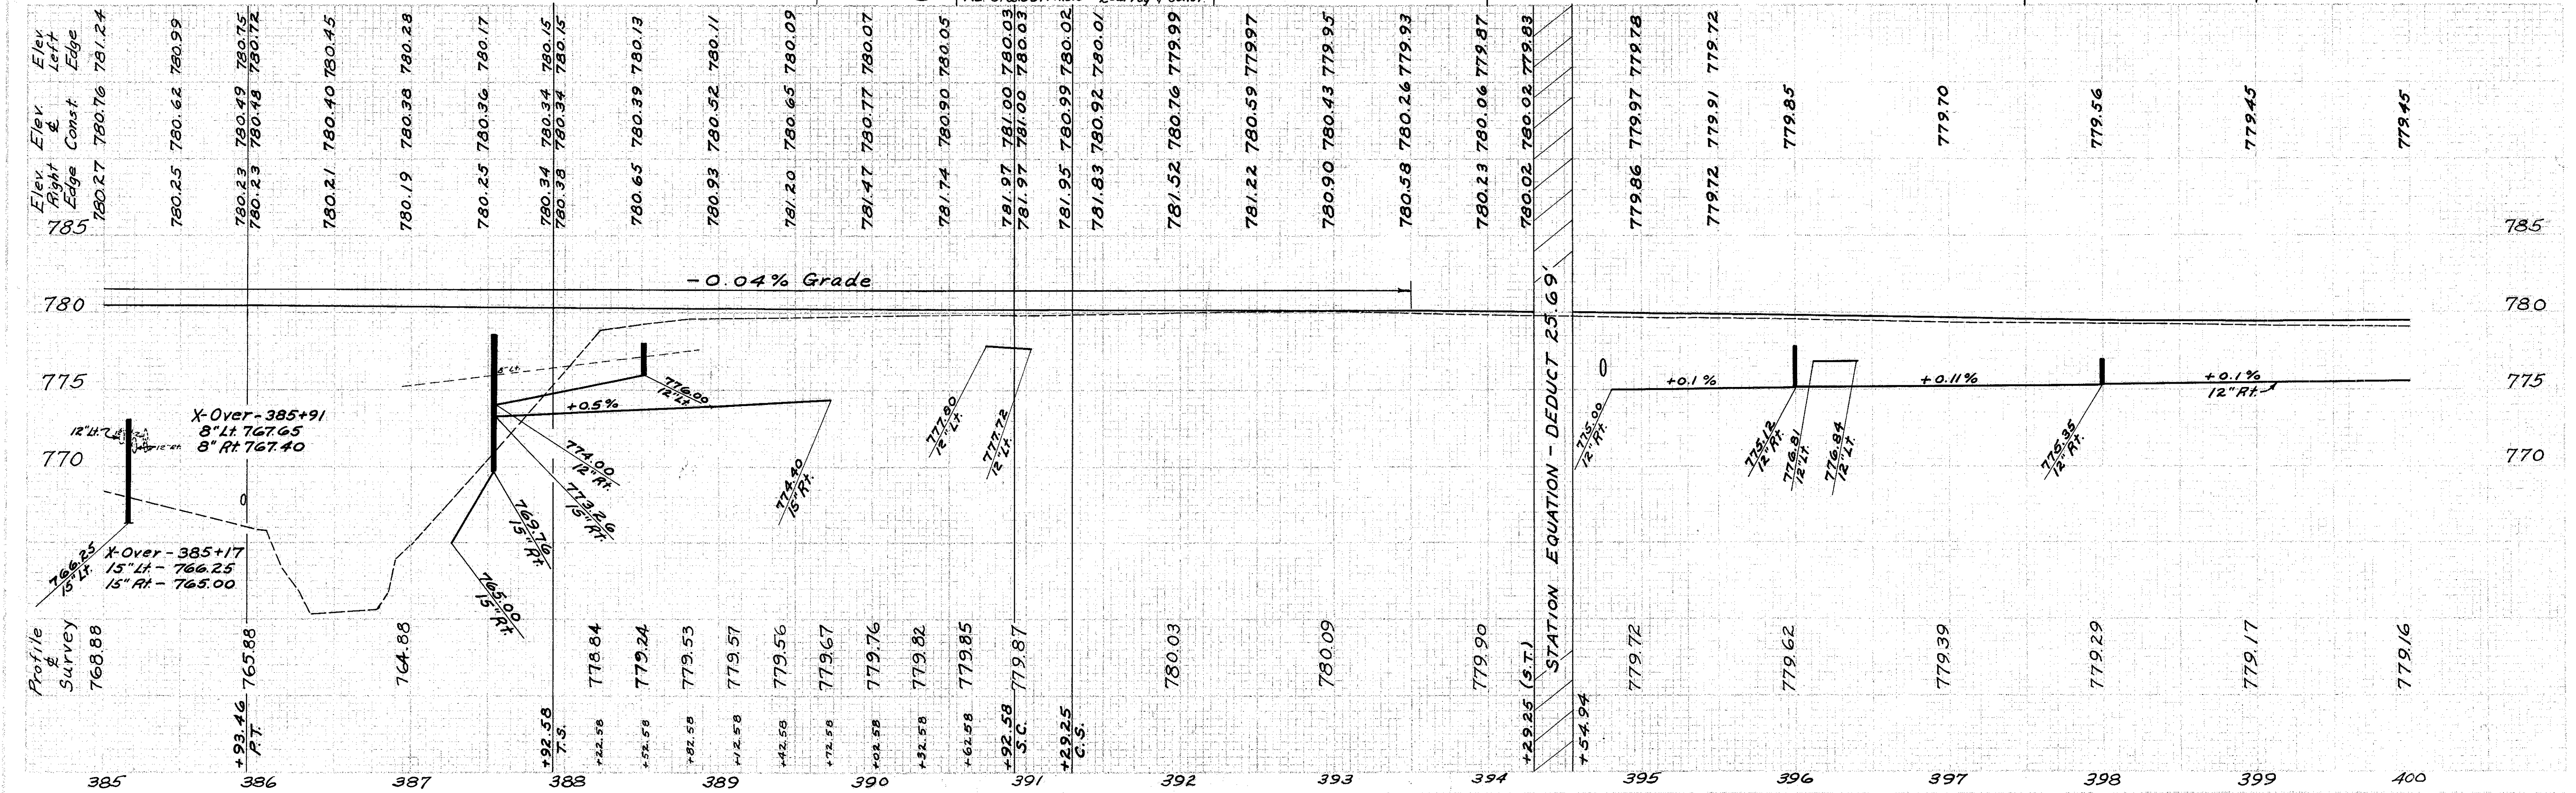 Elev. Left Edge
781.24 780.99 780.75 780.72 780.45 780.28 780.17 780.15 780.15 780.13 780.11 780.09 780.07 780.05 780.03 780.03 780.02 780.01 779.99 779.97 779.95 779.93 779.87 779.83 779.78 779.72
Elev. ℄ Const.
780.76 780.62 780.49 780.48 780.40 780.38 780.36 780.34 780.34 780.39 780.52 780.65 780.77 780.90 781.00 781.00 780.99 780.92 780.76 780.59 780.43 780.26 780.06 780.02 779.97 779.91 779.85 779.70 779.56 779.45 779.45
Elev. Right Edge
780.27 780.25 780.23 780.23 780.21 780.19 780.25 780.34 780.38 780.65 780.93 781.20 781.47 781.74 781.97 781.97 781.95 781.83 781.52 781.22 780.90 780.58 780.23 780.02 779.86 779.72
785 785
-0.04% Grade
780 780
775 775
770 770
STATION EQUATION - DEDUCT 25.69'
12" Lt.
X-Over - 385+91
8" Lt. 767.65
8" Rt. 767.40
766.25
15" Lt.
X-Over - 385+17
15" Lt. - 766.25
15" Rt. - 765.00
776.00
12" Lt.
+0.5%
774.00
12" Rt.
773.26
15" Rt.
769.76
15" Rt.
765.00
15" Rt.
774.40
15" Rt.
777.80
12" Lt.
777.72
12" Lt.
775.00
12" Rt.
+0.1%
775.12
12" Rt.
776.81
12" Lt.
776.84
12" Lt.
+0.11%
775.35
12" Rt.
+0.1%
12" Rt.
Profile ℄ Survey
768.88 765.88 764.88 778.84 779.24 779.53 779.57 779.56 779.67 779.76 779.82 779.85 779.87 780.03 780.09 779.90 779.72 779.62 779.39 779.29 779.17 779.16
+93.46 P.T.
+92.58 T.S.
+22.58 +52.58 +82.58 +12.58 +42.58 +72.58 +02.58 +32.58 +62.58
+92.58 S.C.
+29.25 C.S.
+29.25 (S.T.)
+54.94
385 386 387 388 389 390 391 392 393 394 395 396 397 398 399 400